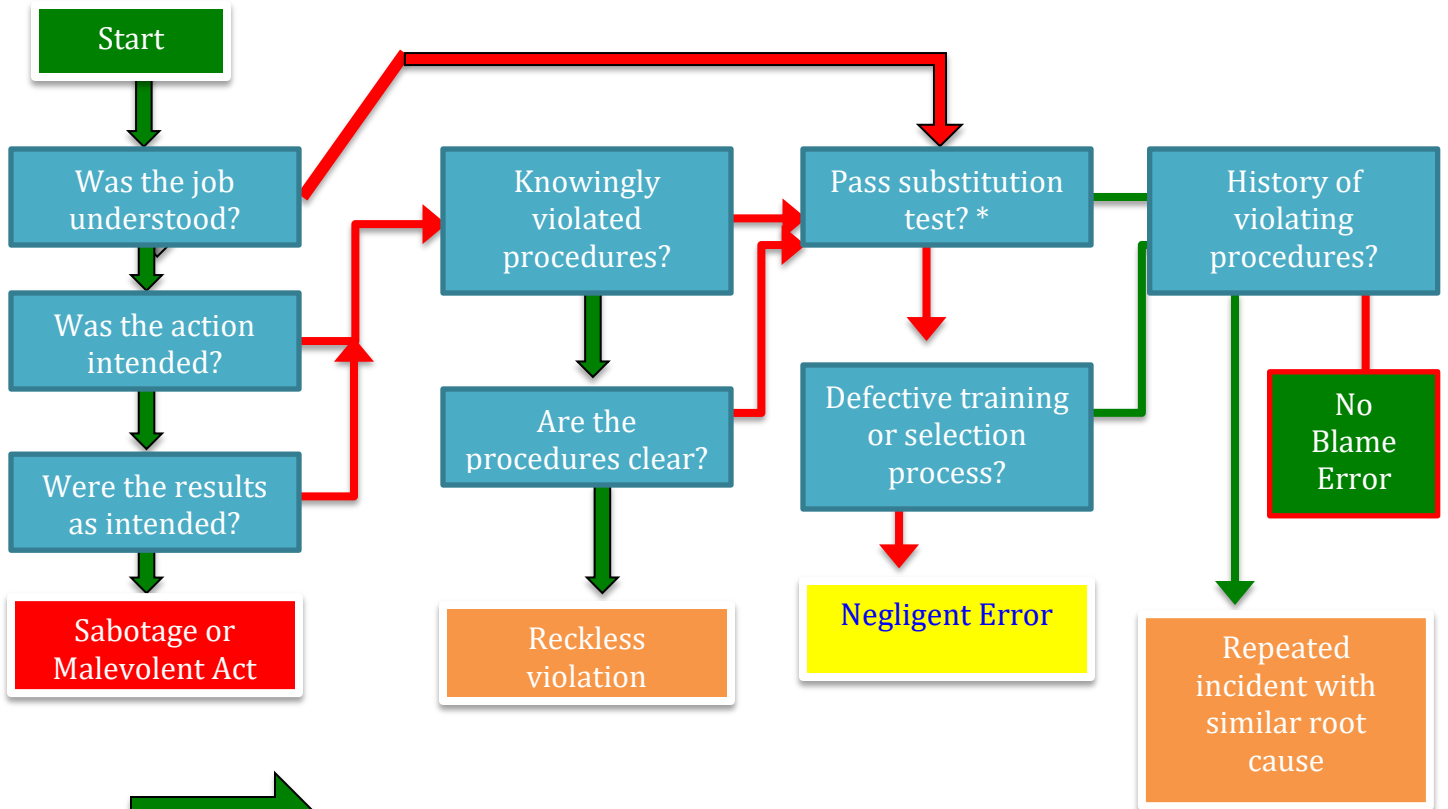 Start
Was the job
understood?
Was the action
intended?
Were the results
as intended?
Sabotage or
Malevolent Act
Knowingly
violated
procedures?
Are the
procedures clear?
Reckless
violation
Pass substitution
test? *
Defective training
or selection
process?
Negligent Error
History of
violating
procedures?
No
Blame
Error
Repeated
incident with
similar root
cause